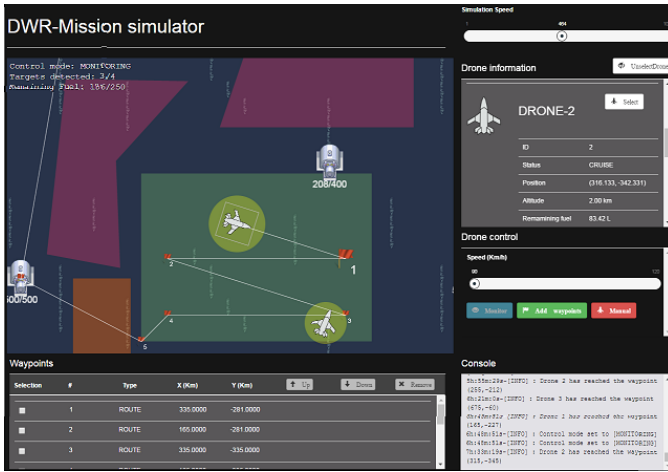 DWR-Mission simulator
Control mode: MONITORING
Targets detected: 3/4
Remaining Fuel: 186/250
208/400
500/500
1
2
3
4
5
Simulation Speed
1
464
Drone information
UnselectDrone
DRONE-2
Select
ID 2
Status CRUISE
Position (316.133, -342.331)
Altitude 2.00 km
Remamining fuel 83.42 L
Drone control
Speed (Km/h)
120
Monitor
Add waypoints
Manual
Waypoints
Selection # Type X (Km) Y (Km) Up Down Remove
1 ROUTE 335.0000 -281.0000
2 ROUTE 165.0000 -281.0000
3 ROUTE 335.0000 -335.0000
Console
5h:55m:29s-[INFO] : Drone 2 has reached the waypoint
(255,-212)
6h:21m:0s-[INFO] : Drone 3 has reached the waypoint
(675,-60)
6h:48m:51s-[INFO] : Drone 1 has reached the waypoint
(165,-227)
6h:48m:51s-[INFO] : Control mode set to [MONITORING]
6h:49m:51s-[INFO] : Control mode set to [MONITORING]
7h:33m:19s-[INFO] : Drone 2 has reached the waypoint
(315,-345)